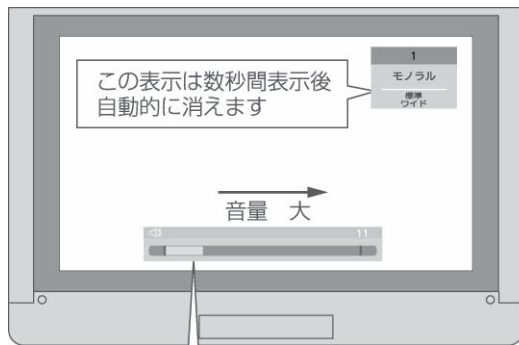 1
モノラル
標準
ワイド
この表示は数秒間表示後
自動的に消えます
音量 大
11